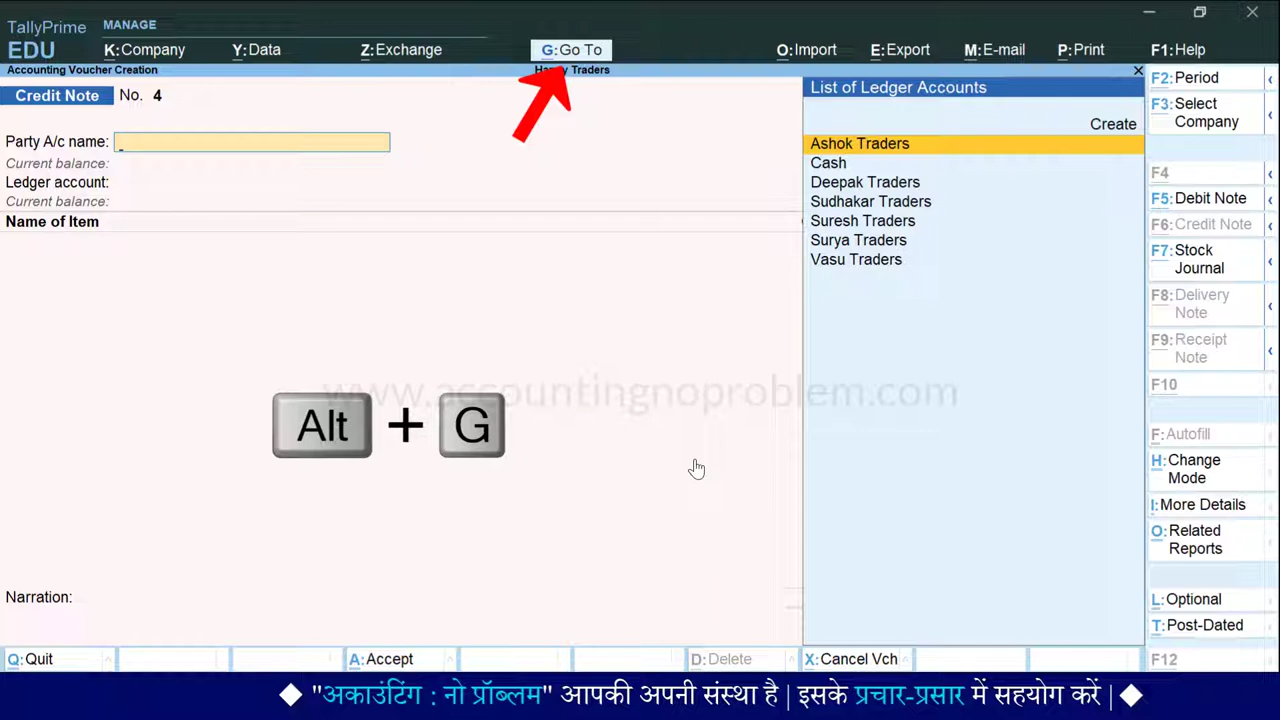 TallyPrime
EDU
MANAGE
K:Company
Y:Data
Z:Exchange
G:Go To
O:Import
E:Export
M:E-mail
P:Print
F1:Help
Accounting Voucher Creation
Traders
Credit Note No. 4
Party A/c name:
Current balance:
Ledger account:
Current balance:
Name of Item
List of Ledger Accounts
Create
Ashok Traders
Cash
Deepak Traders
Sudhakar Traders
Suresh Traders
Surya Traders
Vasu Traders
www.accountingnoproblem.com
Alt + G
Narration:
F2:Period
F3:Select
Company
F4
F5:Debit Note
F6:Credit Note
F7:Stock
Journal
F8:Delivery
Note
F9:Receipt
Note
F10
F:Autofill
H:Change
Mode
I:More Details
O:Related
Reports
L:Optional
T:Post-Dated
F12
Q:Quit
A:Accept
D:Delete
X:Cancel Vch
"अकाउंटिंग : नो प्रॉब्लम" आपकी अपनी संस्था है | इसके प्रचार-प्रसार में सहयोग करें |